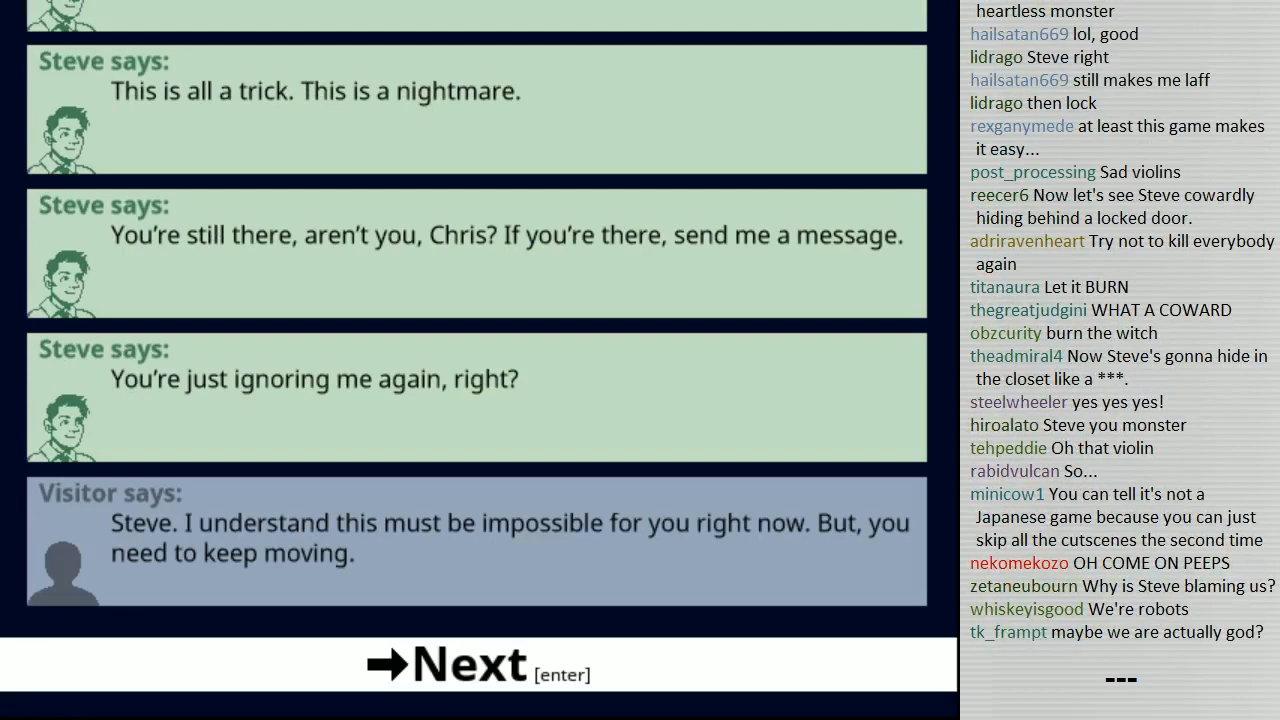 Steve says:
This is all a trick. This is a nightmare.
Steve says:
You’re still there, aren’t you, Chris? If you’re there, send me a message.
Steve says:
You’re just ignoring me again, right?
Visitor says:
Steve. I understand this must be impossible for you right now. But, you
need to keep moving.
➡Next [enter]
heartless monster
hailsatan669 lol, good
lidrago Steve right
hailsatan669 still makes me laff
lidrago then lock
rexganymede at least this game makes
it easy...
post_processing Sad violins
reecer6 Now let's see Steve cowardly
hiding behind a locked door.
adriravenheart Try not to kill everybody
again
titanaura Let it BURN
thegreatjudgini WHAT A COWARD
obzcurity burn the witch
theadmiral4 Now Steve's gonna hide in
the closet like a ***.
steelwheeler yes yes yes!
hiroalato Steve you monster
tehpeddie Oh that violin
rabidvulcan So...
minicow1 You can tell it's not a
Japanese game because you can just
skip all the cutscenes the second time
nekomekozo OH COME ON PEEPS
zetaneubourn Why is Steve blaming us?
whiskeyisgood We're robots
tk_frampt maybe we are actually god?
---